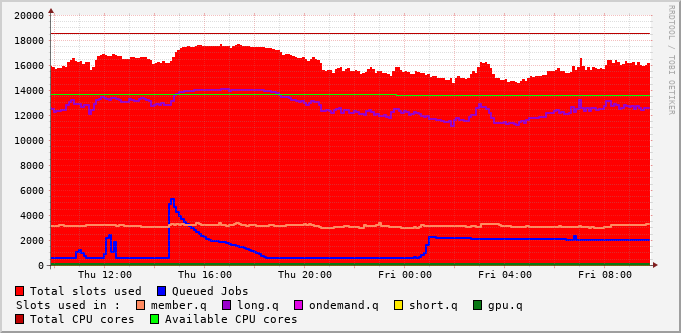 RRDTOOL / TOBI OETIKER
20000
18000
16000
14000
12000
10000
8000
6000
4000
2000
0
Thu 12:00 Thu 16:00 Thu 20:00 Fri 00:00 Fri 04:00 Fri 08:00
Total slots used Queued Jobs
Slots used in : member.q long.q ondemand.q short.q gpu.q
Total CPU cores Available CPU cores